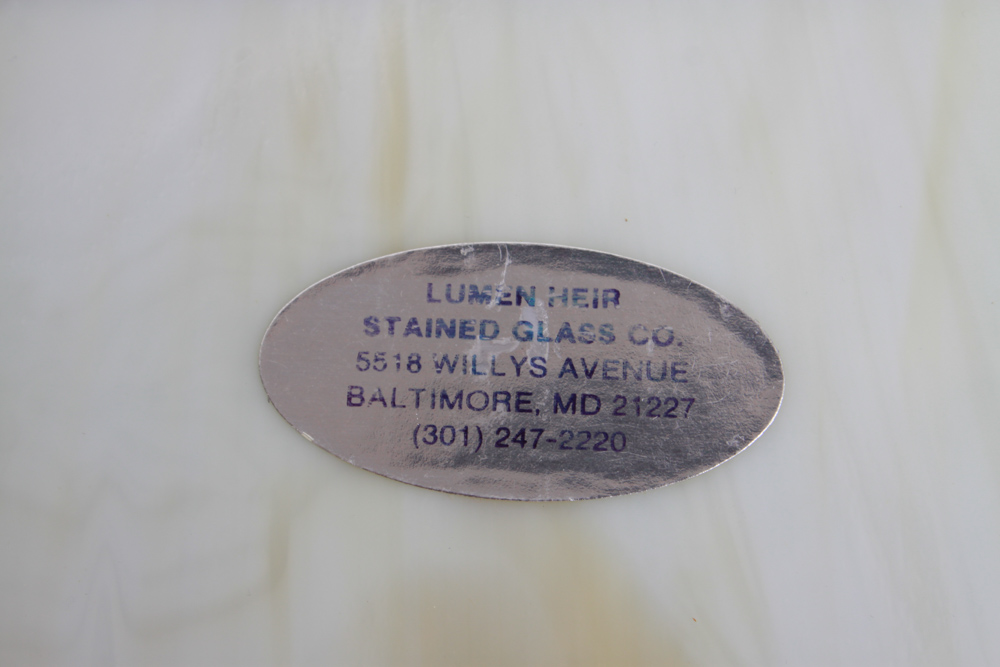 LUMEN HEIR
STAINED GLASS CO.
5518 WILLYS AVENUE
BALTIMORE, MD 21227
(301) 247-2220